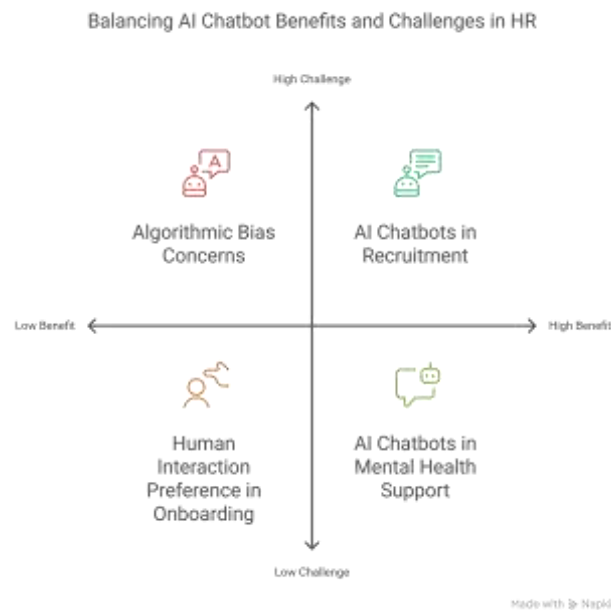 Balancing AI Chatbot Benefits and Challenges in HR
High Challenge
A
Algorithmic Bias
Concerns
AI Chatbots in
Recruitment
Low Benefit
High Benefit
Human
Interaction
Preference in
Onboarding
AI Chatbots in
Mental Health
Support
Low Challenge
Made with Napki